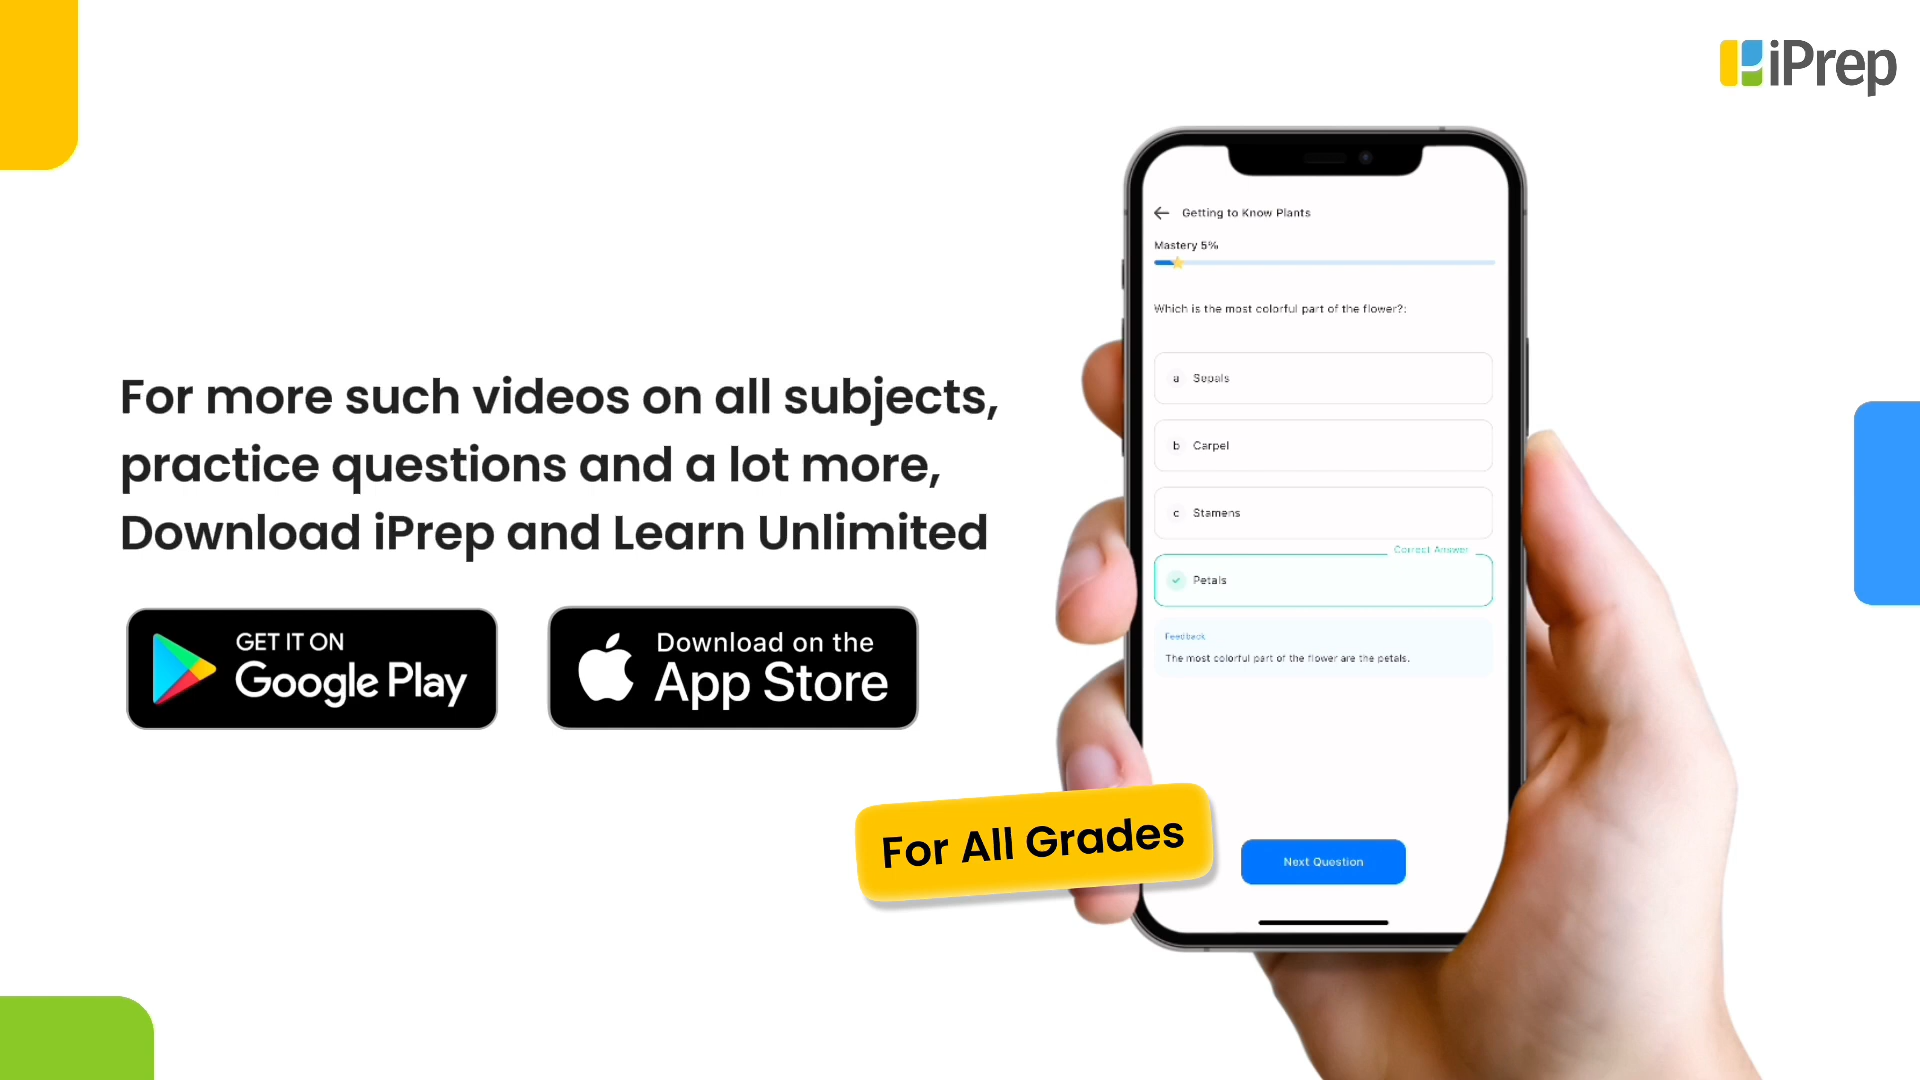 iPrep
For more such videos on all subjects,
practice questions and a lot more,
Download iPrep and Learn Unlimited
GET IT ON
Google Play
Download on the
App Store
For All Grades
Getting to Know Plants
Mastery 5%
Which is the most colorful part of the flower?:
a Sepals
b Carpel
c Stamens
Correct Answer
Petals
Feedback
The most colorful part of the flower are the petals.
Next Question